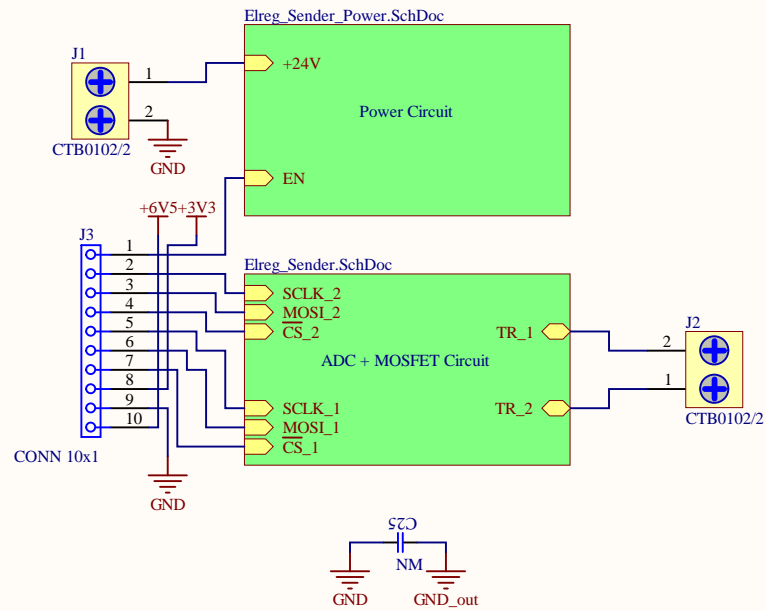 Elreg_Sender_Power.SchDoc
J1
1
2
CTB0102/2
GND
+24V
Power Circuit
EN
+6V5
+3V3
J3
1
2
3
4
5
6
7
8
9
10
CONN 10x1
GND
Elreg_Sender.SchDoc
SCLK_2
MOSI_2
CS_2
TR_1
ADC + MOSFET Circuit
SCLK_1
TR_2
MOSI_1
CS_1
J2
2
1
CTB0102/2
C25
NM
GND
GND_out